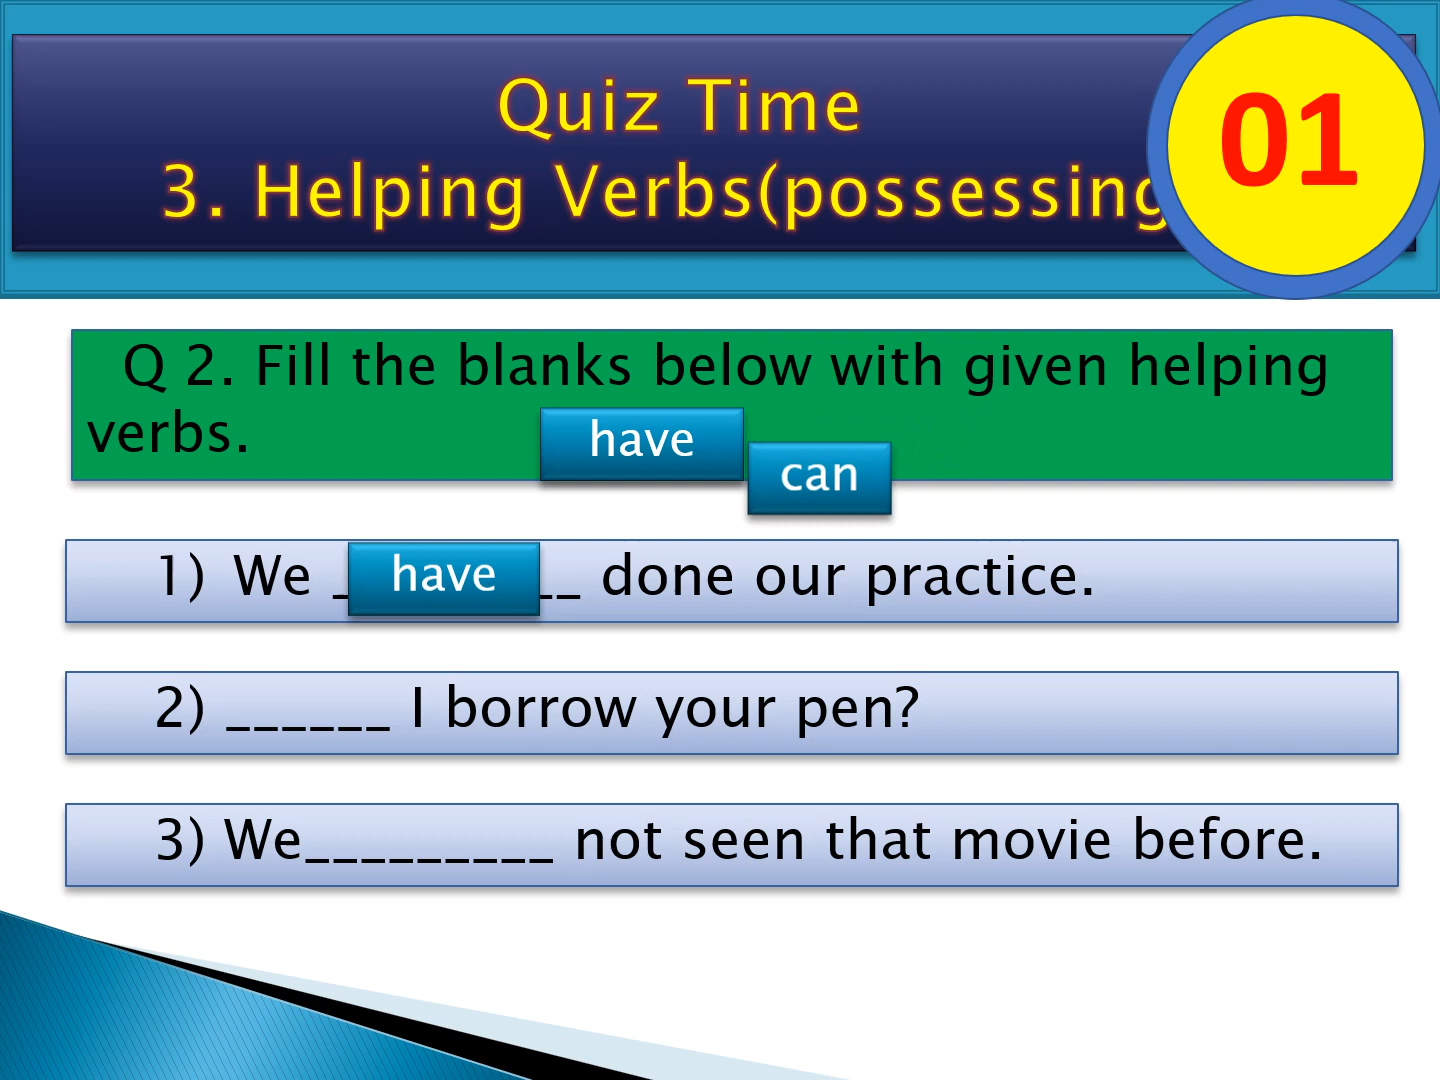 Quiz Time
3. Helping Verbs(possessing
01
Q 2. Fill the blanks below with given helping
verbs.
have
can
1) We _ have __ done our practice.
2) ______ I borrow your pen?
3) We_________ not seen that movie before.